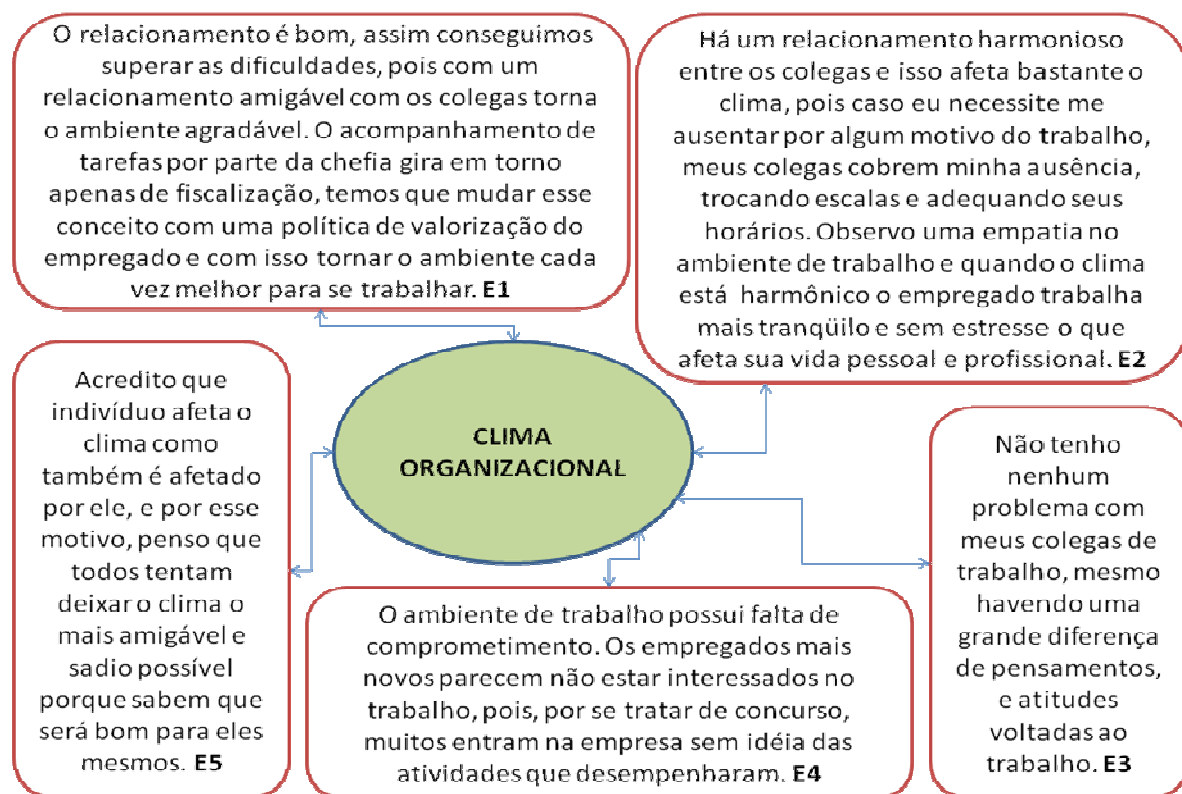 O relacionamento é bom, assim conseguimos
superar as dificuldades, pois com um
relacionamento amigável com os colegas torna
o ambiente agradável. O acompanhamento de
tarefas por parte da chefia gira em torno
apenas de fiscalização, temos que mudar esse
conceito com uma política de valorização do
empregado e com isso tornar o ambiente cada
vez melhor para se trabalhar. E1
Há um relacionamento harmonioso
entre os colegas e isso afeta bastante o
clima, pois caso eu necessite me
ausentar por algum motivo do trabalho,
meus colegas cobrem minha ausência,
trocando escalas e adequando seus
horários. Observo uma empatia no
ambiente de trabalho e quando o clima
está harmônico o empregado trabalha
mais tranqüilo e sem estresse o que
afeta sua vida pessoal e profissional. E2
CLIMA
ORGANIZACIONAL
Não tenho
nenhum
problema com
meus colegas de
trabalho, mesmo
havendo uma
grande diferença
de pensamentos,
e atitudes
voltadas ao
trabalho. E3
O ambiente de trabalho possui falta de
comprometimento. Os empregados mais
novos parecem não estar interessados no
trabalho, pois, por se tratar de concurso,
muitos entram na empresa sem idéia das
atividades que desempenharam. E4
Acredito que
indivíduo afeta o
clima como
também é afetado
por ele, e por esse
motivo, penso que
todos tentam
deixar o clima o
mais amigável e
sadio possível
porque sabem que
será bom para eles
mesmos. E5